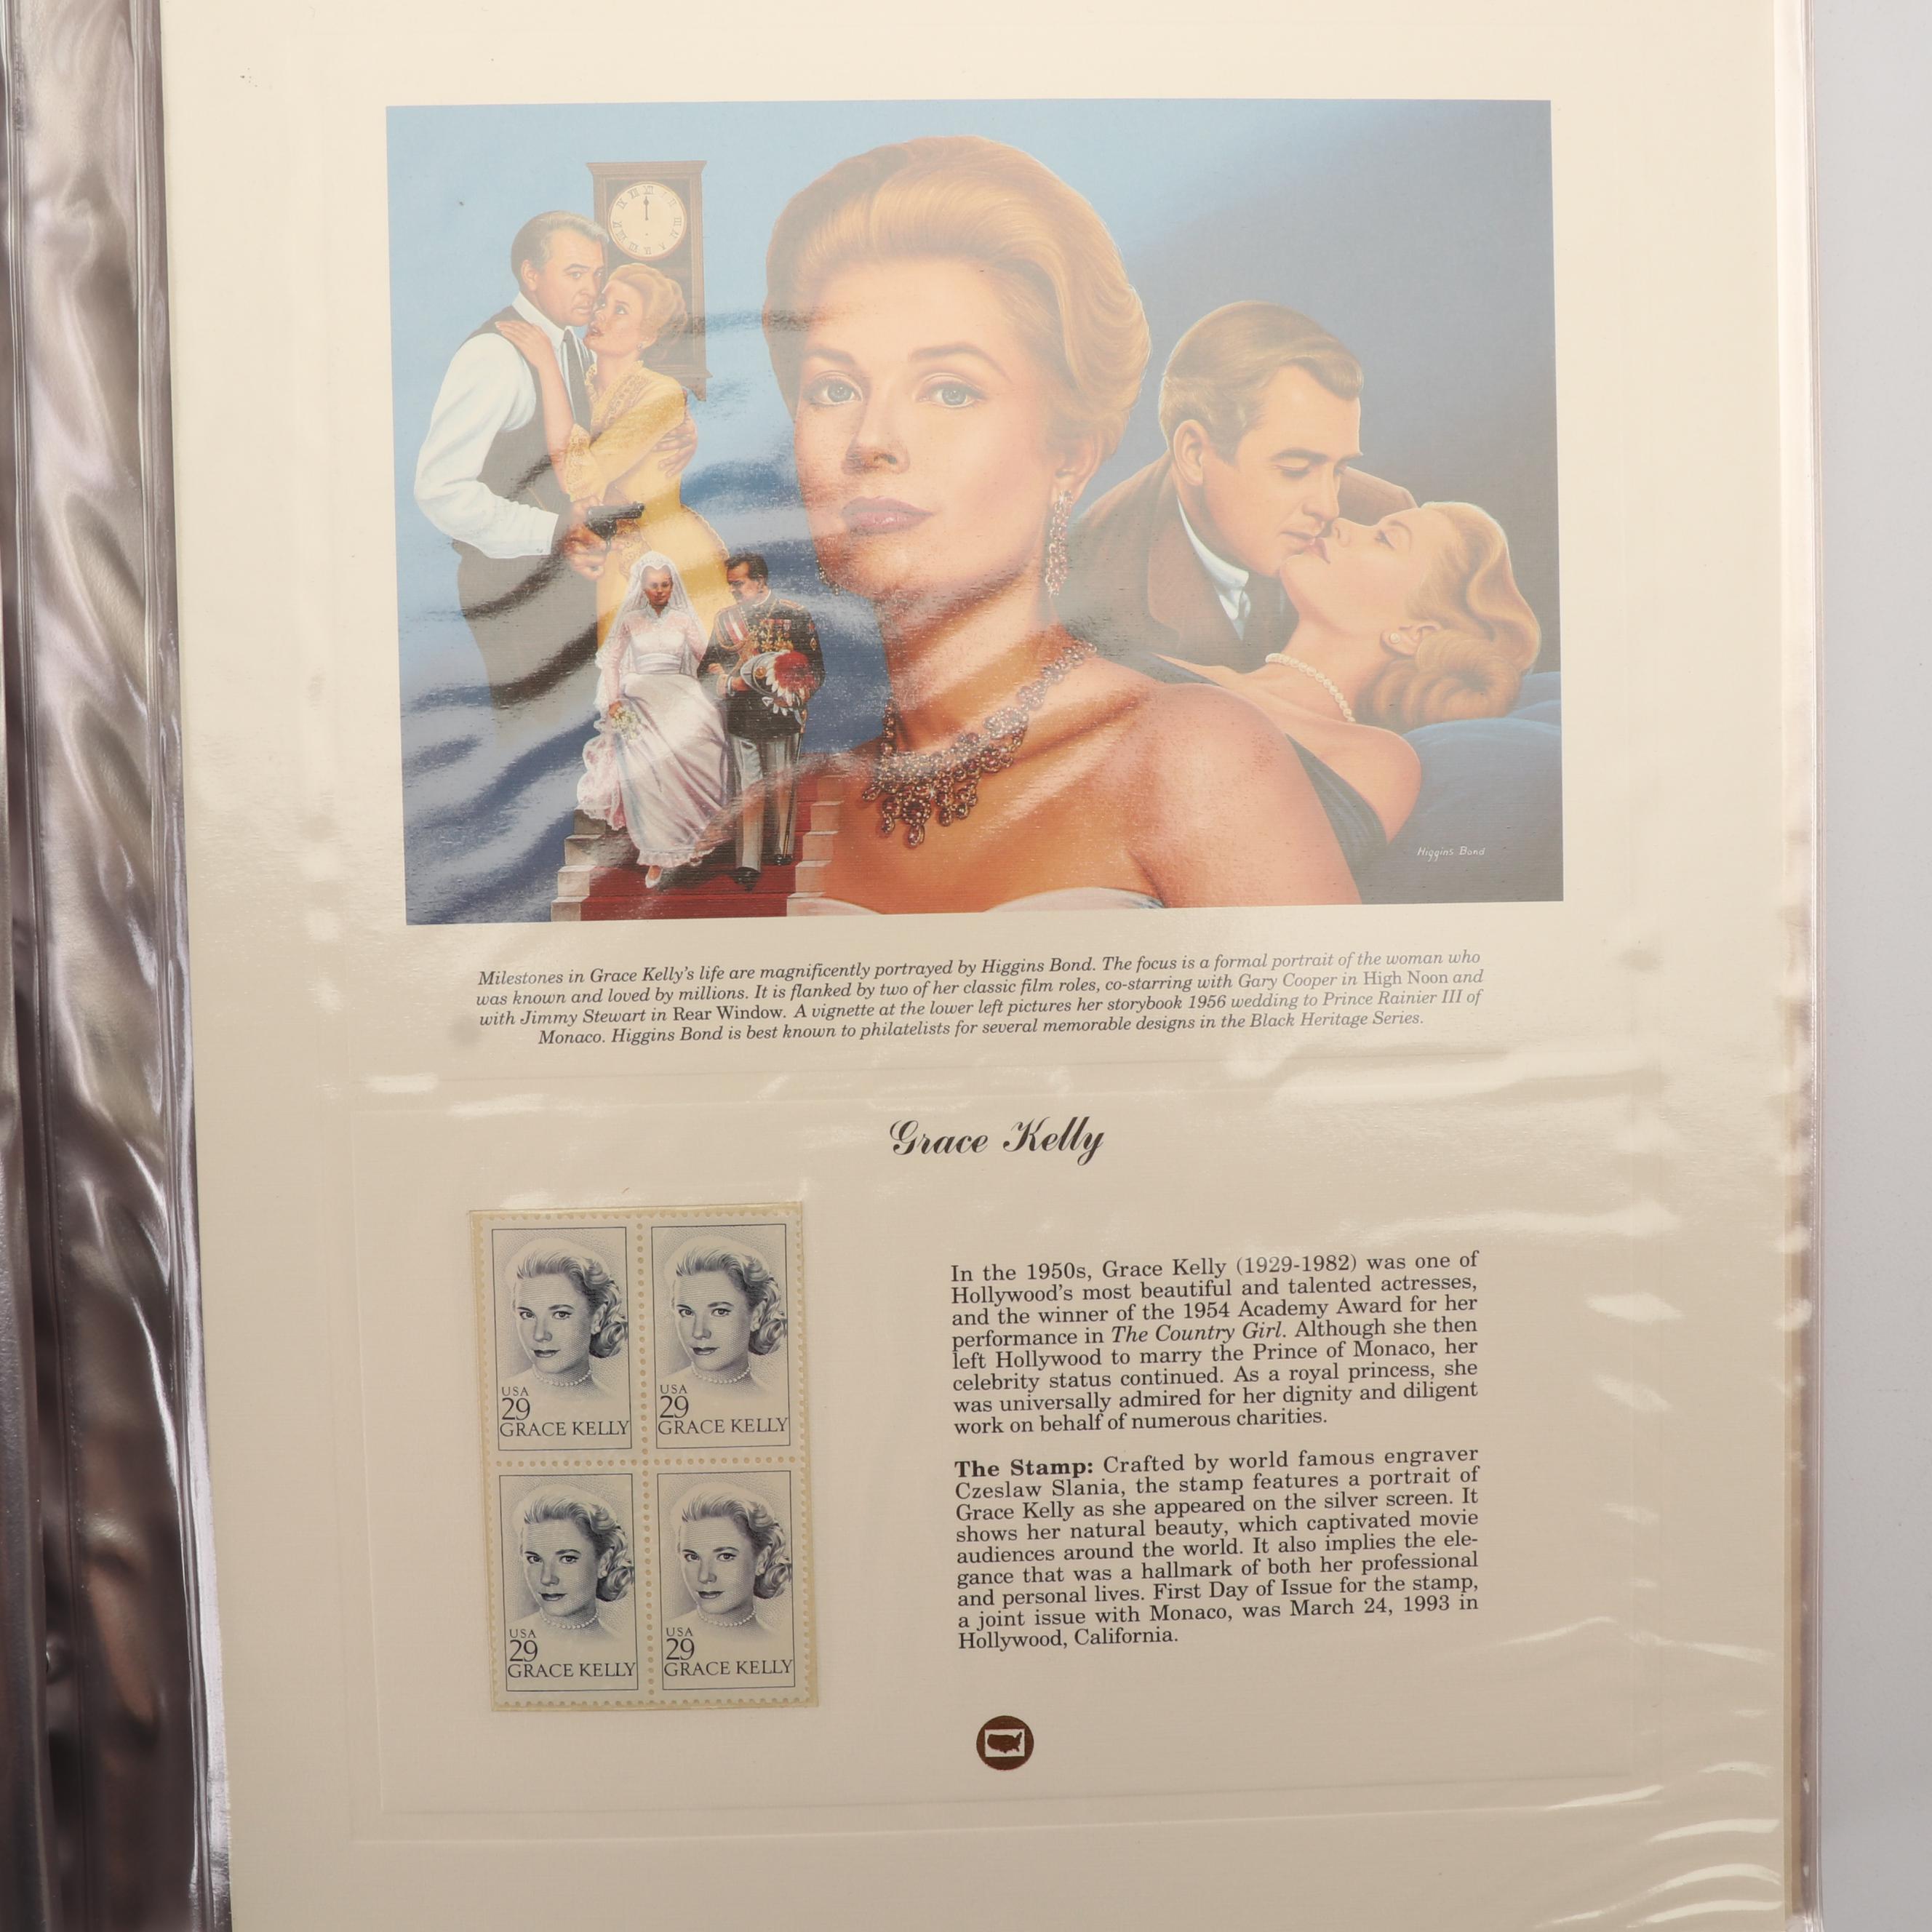 Higgins Bond
Milestones in Grace Kelly's life are magnificently portrayed by Higgins Bond. The focus is a formal portrait of the woman who
was known and loved by millions. It is flanked by two of her classic film roles, co-starring with Gary Cooper in High Noon and
with Jimmy Stewart in Rear Window. A vignette at the lower left pictures her storybook 1956 wedding to Prince Rainier III of
Monaco. Higgins Bond is best known to philatelists for several memorable designs in the Black Heritage Series.
Grace Kelly
USA
29
GRACE KELLY
USA
29
GRACE KELLY
USA
29
GRACE KELLY
USA
29
GRACE KELLY
In the 1950s, Grace Kelly (1929-1982) was one of
Hollywood's most beautiful and talented actresses,
and the winner of the 1954 Academy Award for her
performance in The Country Girl. Although she then
left Hollywood to marry the Prince of Monaco, her
celebrity status continued. As a royal princess, she
was universally admired for her dignity and diligent
work on behalf of numerous charities.
The Stamp: Crafted by world famous engraver
Czeslaw Slania, the stamp features a portrait of
Grace Kelly as she appeared on the silver screen. It
shows her natural beauty, which captivated movie
audiences around the world. It also implies the ele-
gance that was a hallmark of both her professional
and personal lives. First Day of Issue for the stamp,
a joint issue with Monaco, was March 24, 1993 in
Hollywood, California.